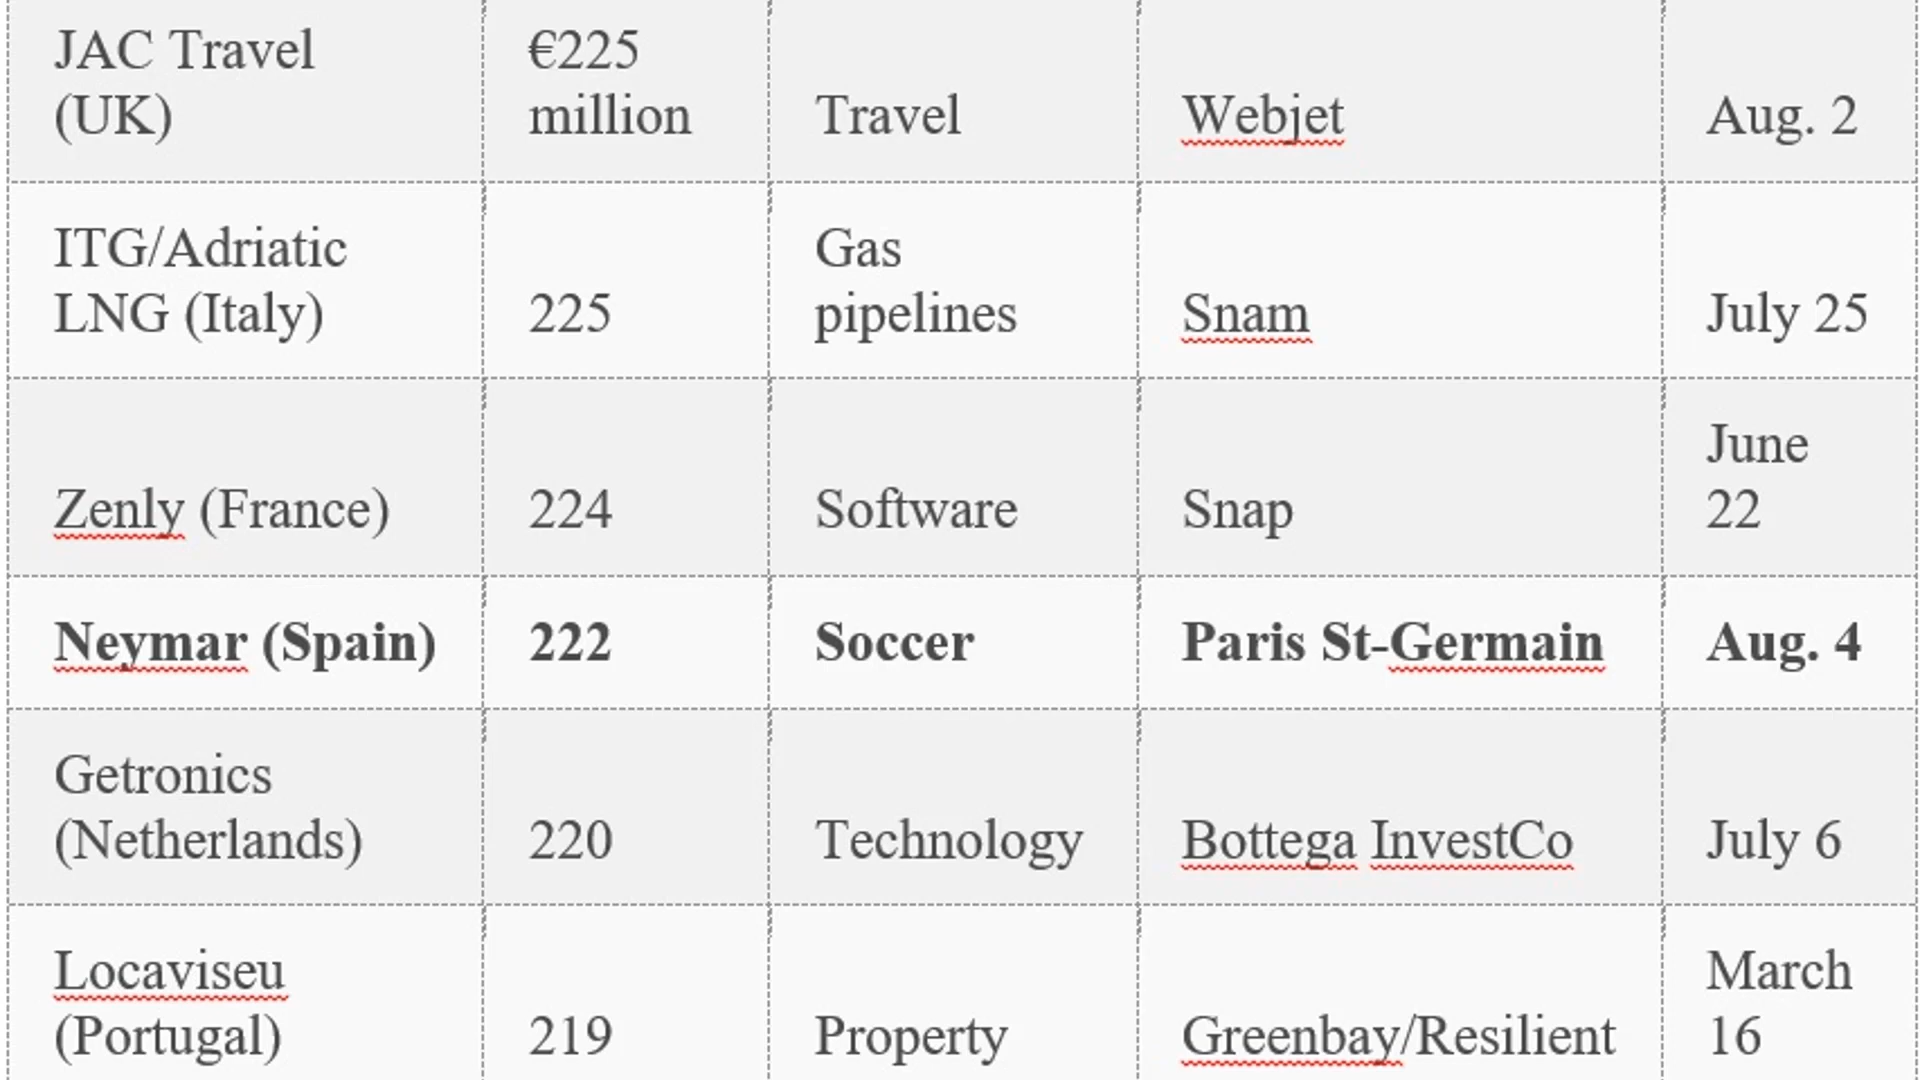 JAC Travel
(UK)
€225
million
Travel
Webjet
Aug. 2
ITG/Adriatic
LNG (Italy)
225
Gas
pipelines
Snam
July 25
Zenly (France)
224
Software
Snap
June
22
Neymar (Spain)
222
Soccer
Paris St-Germain
Aug. 4
Getronics
(Netherlands)
220
Technology
Bottega InvestCo
July 6
Locaviseu
(Portugal)
219
Property
Greenbay/Resilient
March
16